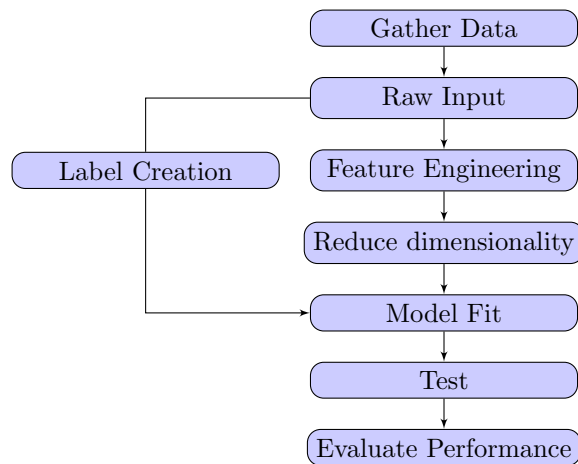 Gather Data
Raw Input
Label Creation
Feature Engineering
Reduce dimensionality
Model Fit
Test
Evaluate Performance